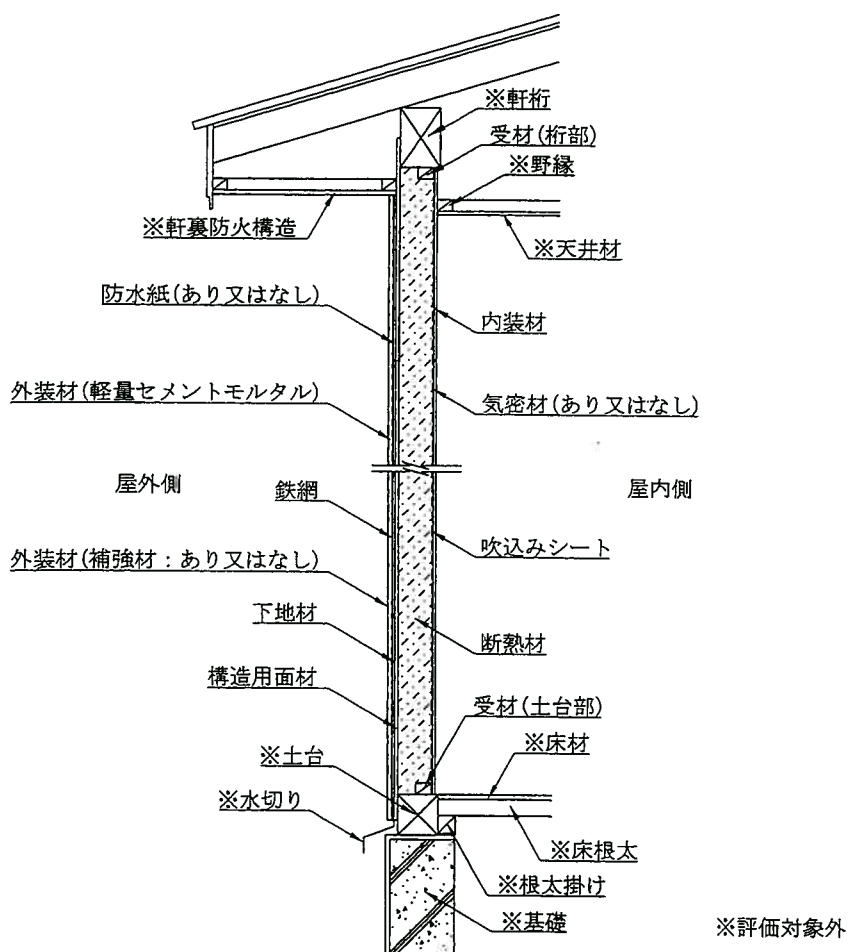 ※軒桁
受材(桁部)
※野縁
※軒裏防火構造
※天井材
防水紙(あり又はなし)
内装材
外装材(軽量セメントモルタル)
気密材(あり又はなし)
屋外側
鉄網
屋内側
外装材(補強材：あり又はなし)
吹込みシート
下地材
断熱材
構造用面材
受材(土台部)
※土台
※床材
※水切り
※床根太
※根太掛け
※基礎
※評価対象外